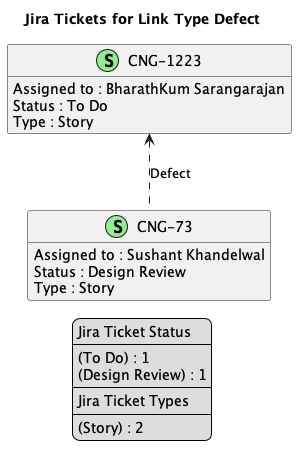 Jira Tickets for Link Type Defect
S CNG-1223
Assigned to : BharathKum Sarangarajan
Status : To Do
Type : Story
Defect
S CNG-73
Assigned to : Sushant Khandelwal
Status : Design Review
Type : Story
Jira Ticket Status
(To Do) : 1
(Design Review) : 1
Jira Ticket Types
(Story) : 2